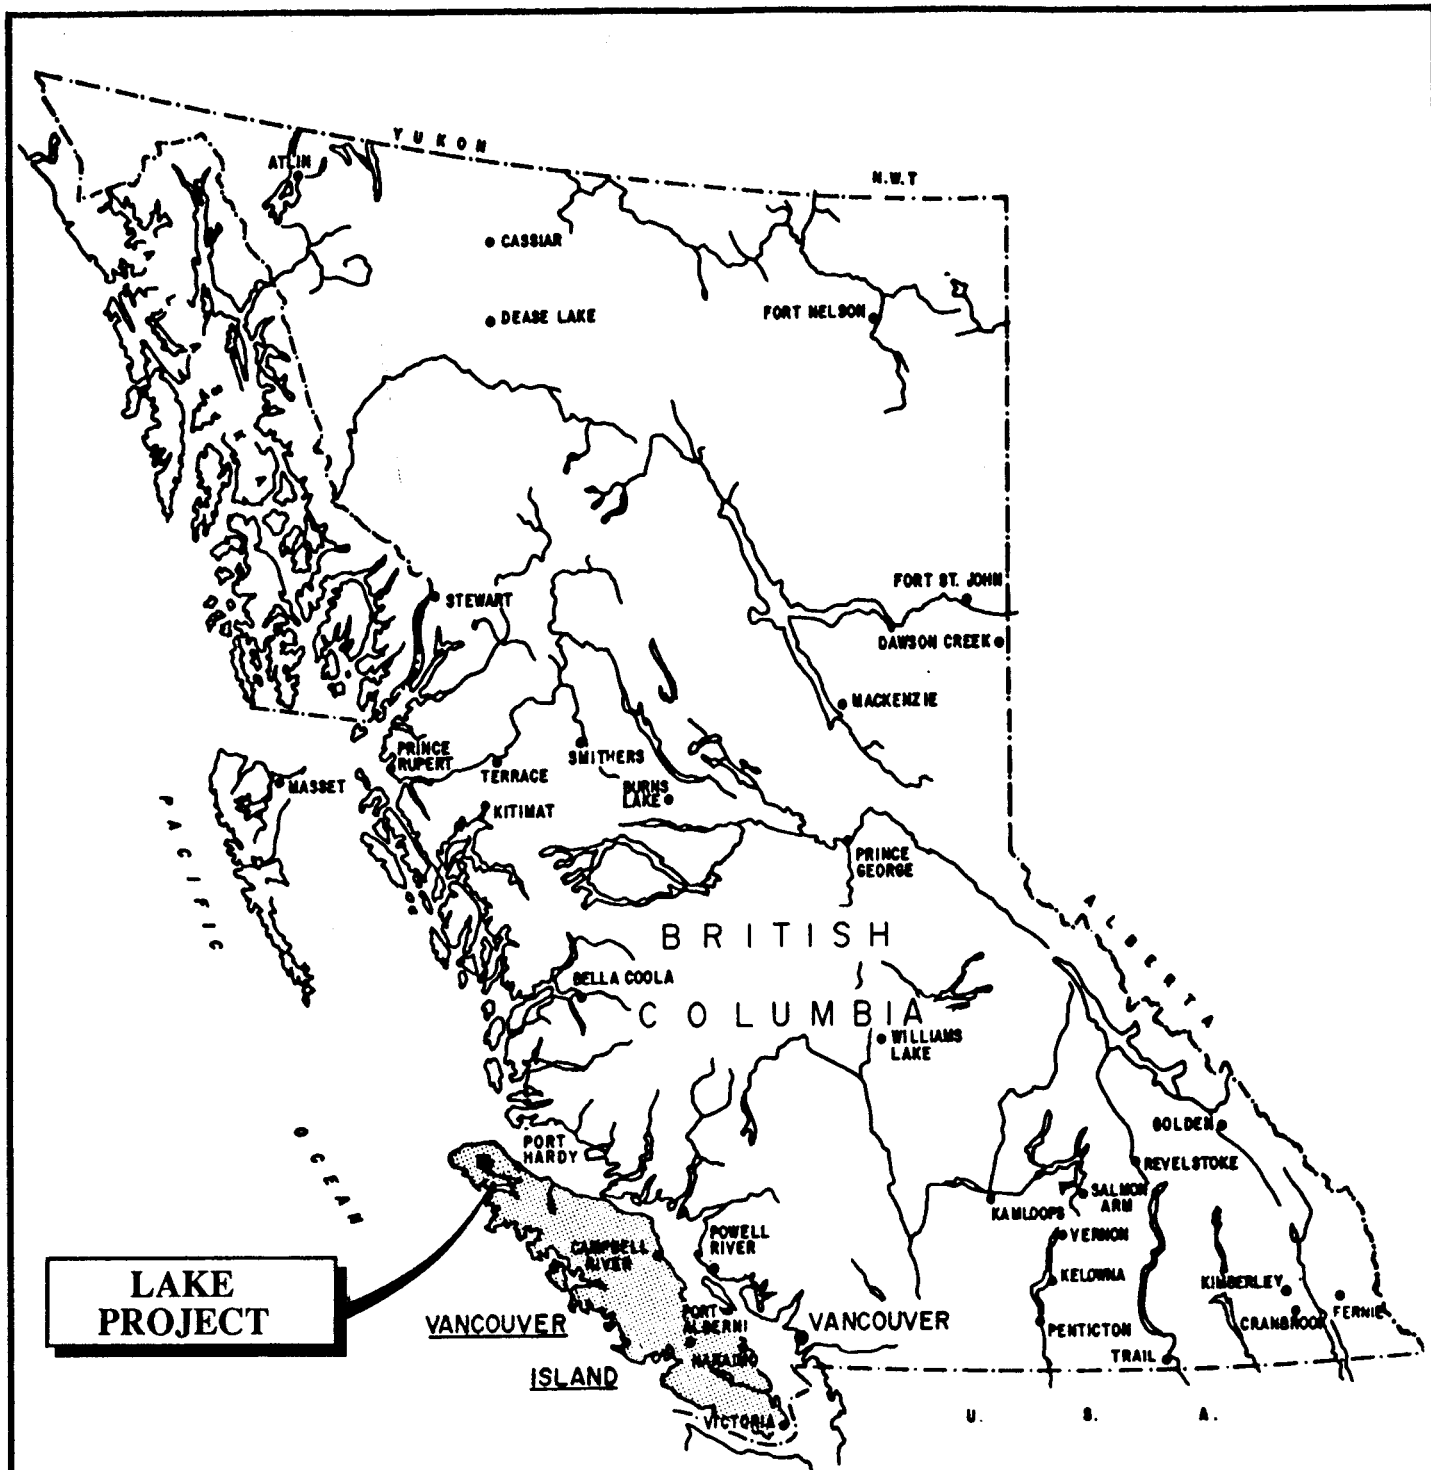 YUKON
N.W.T
ATLIN
CASSIAR
DEASE LAKE
FORT NELSON
STEWART
FORT ST. JOHN
DAWSON CREEK
MACKENZIE
PRINCE
RUPERT
SMITHERS
TERRACE
MASSET
BURNS
LAKE
KITIMAT
PRINCE
GEORGE
PACIFIC
BRITISH
ALBERTA
BELLA COOLA
COLUMBIA
WILLIAMS
LAKE
OCEAN
PORT
HARDY
GOLDEN
REVELSTOKE
SALMON
ARM
KAMLOOPS
POWELL
RIVER
VERNON
CAMPBELL
RIVER
LAKE
PROJECT
KELOWNA
KIMBERLEY
FERNIE
PORT
ALBERNI
VANCOUVER
VANCOUVER
CRANBROOK
PENTICTON
TRAIL
NANAIMO
ISLAND
VICTORIA
U. S. A.